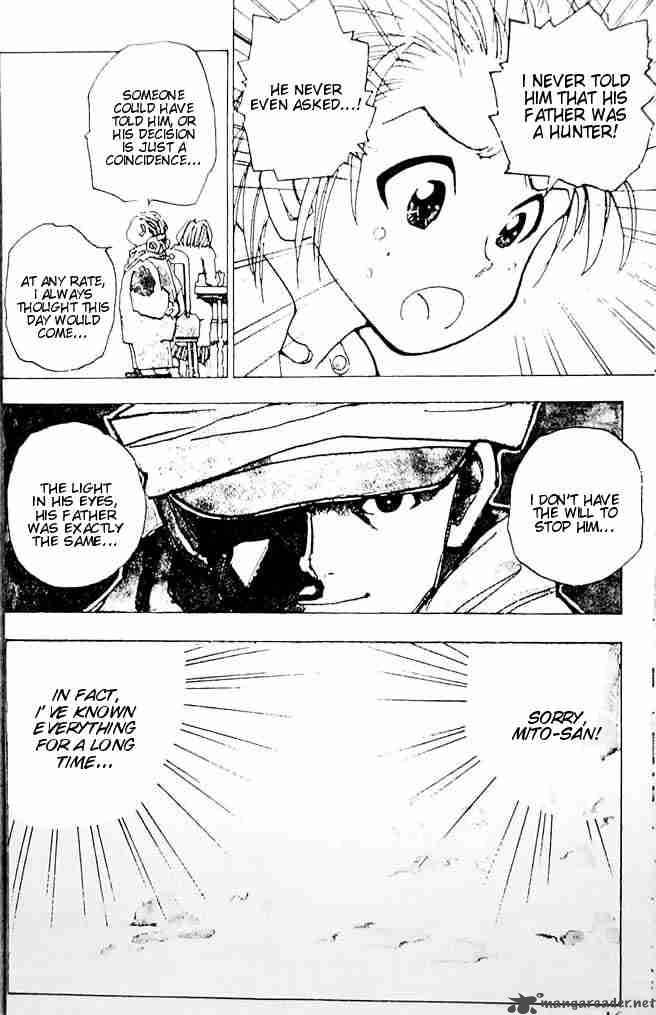 I NEVER TOLD
HIM THAT HIS
FATHER WAS
A HUNTER!
HE NEVER
EVEN ASKED...!
SOMEONE
COULD HAVE
TOLD HIM, OR
HIS DECISION
IS JUST A
COINCIDENCE...
AT ANY RATE,
I ALWAYS
THOUGHT THIS
DAY WOULD
COME...
I DON'T HAVE
THE WILL TO
STOP HIM...
THE LIGHT
IN HIS EYES,
HIS FATHER
WAS EXACTLY
THE SAME...
SORRY,
MITO-SAN!
IN FACT,
I'VE KNOWN
EVERYTHING
FOR A LONG
TIME...
mangareader.net